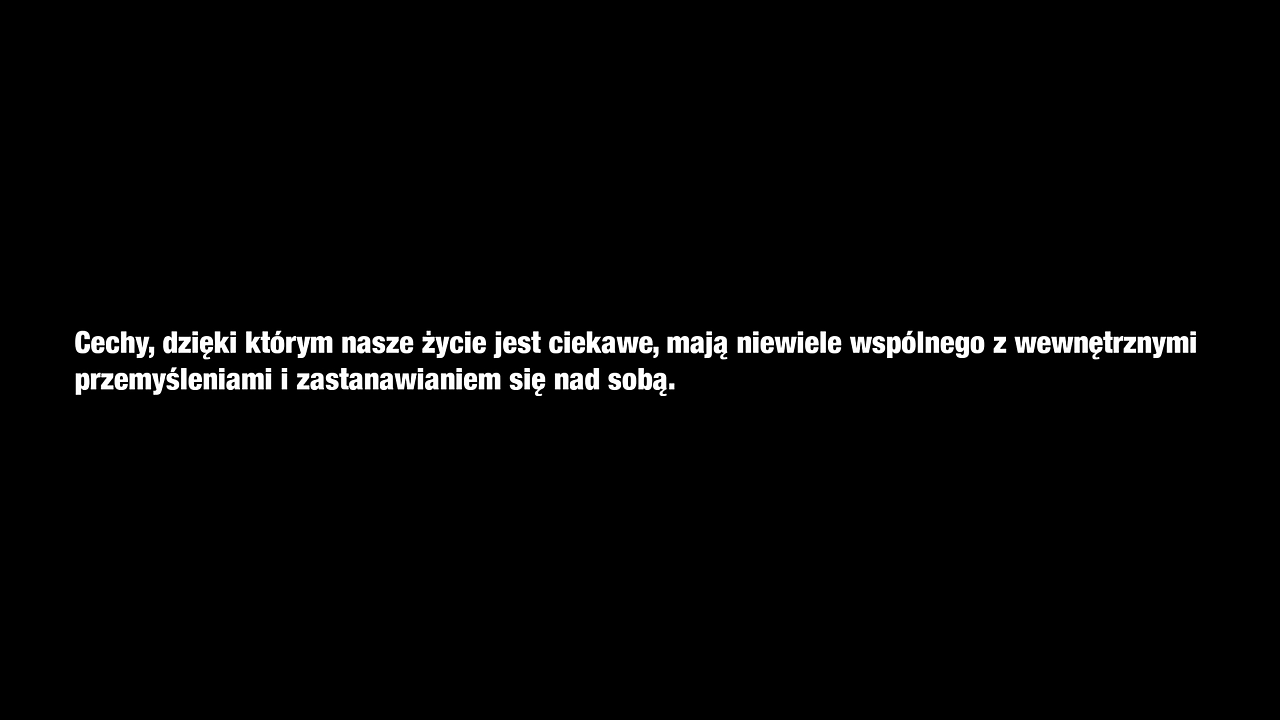 Cechy, dzięki którym nasze życie jest ciekawe, mają niewiele wspólnego z wewnętrznymi
przemyśleniami i zastanawianiem się nad sobą.